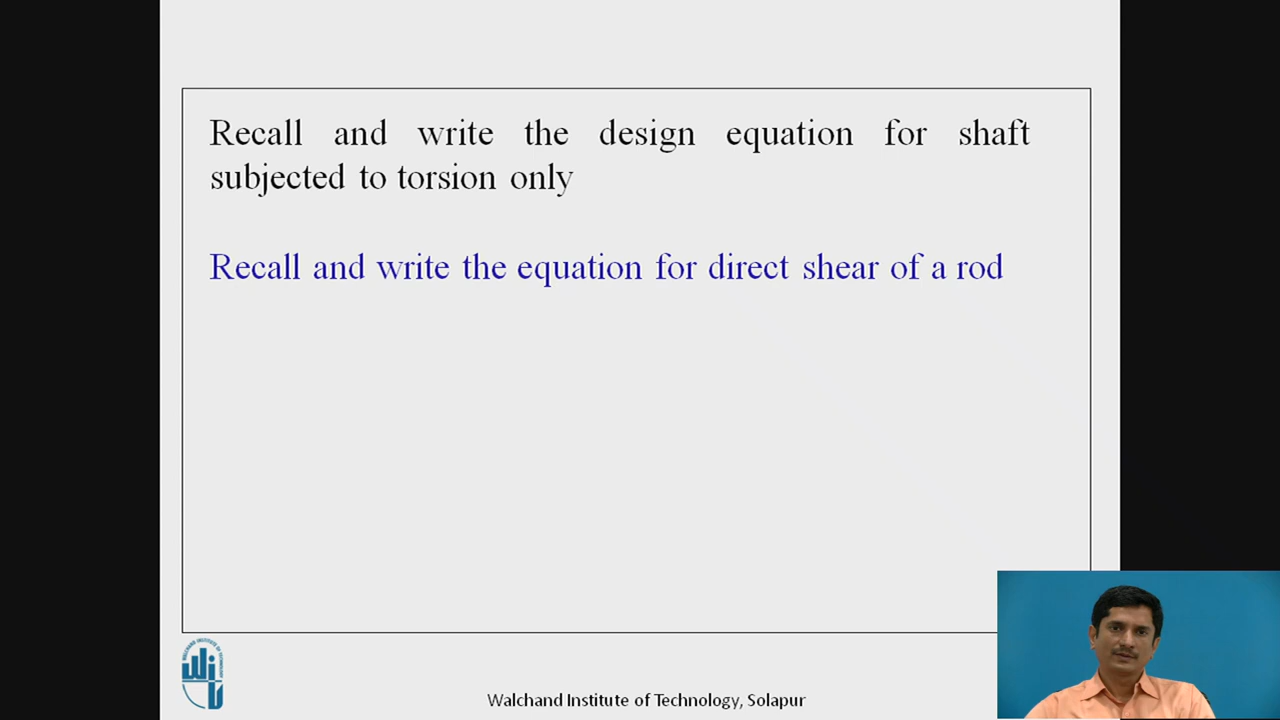 Recall and write the design equation for shaft
subjected to torsion only
Recall and write the equation for direct shear of a rod
Walchand Institute of Technology, Solapur